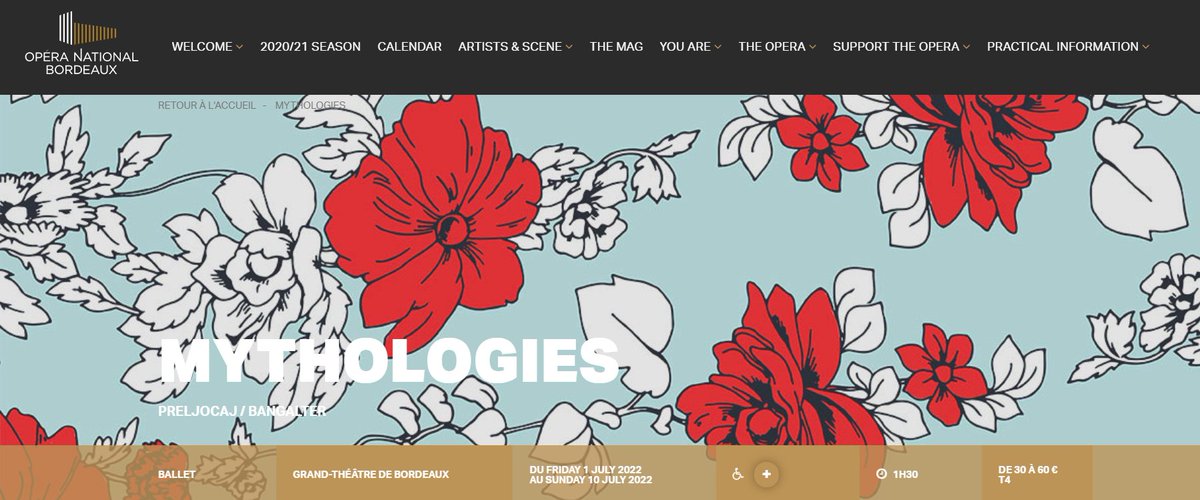 OPÉRA NATIONAL
BORDEAUX
WELCOME
2020/21 SEASON
CALENDAR
ARTISTS & SCENE
THE MAG
YOU ARE
THE OPERA
SUPPORT THE OPERA
PRACTICAL INFORMATION
RETOUR À L'ACCUEIL - MYTHOLOGIES
MYTHOLOGIES
PRELJOCAJ / BANGALTER
BALLET
GRAND-THÉÂTRE DE BORDEAUX
DU FRIDAY 1 JULY 2022
AU SUNDAY 10 JULY 2022
1H30
DE 30 À 60 €
T4